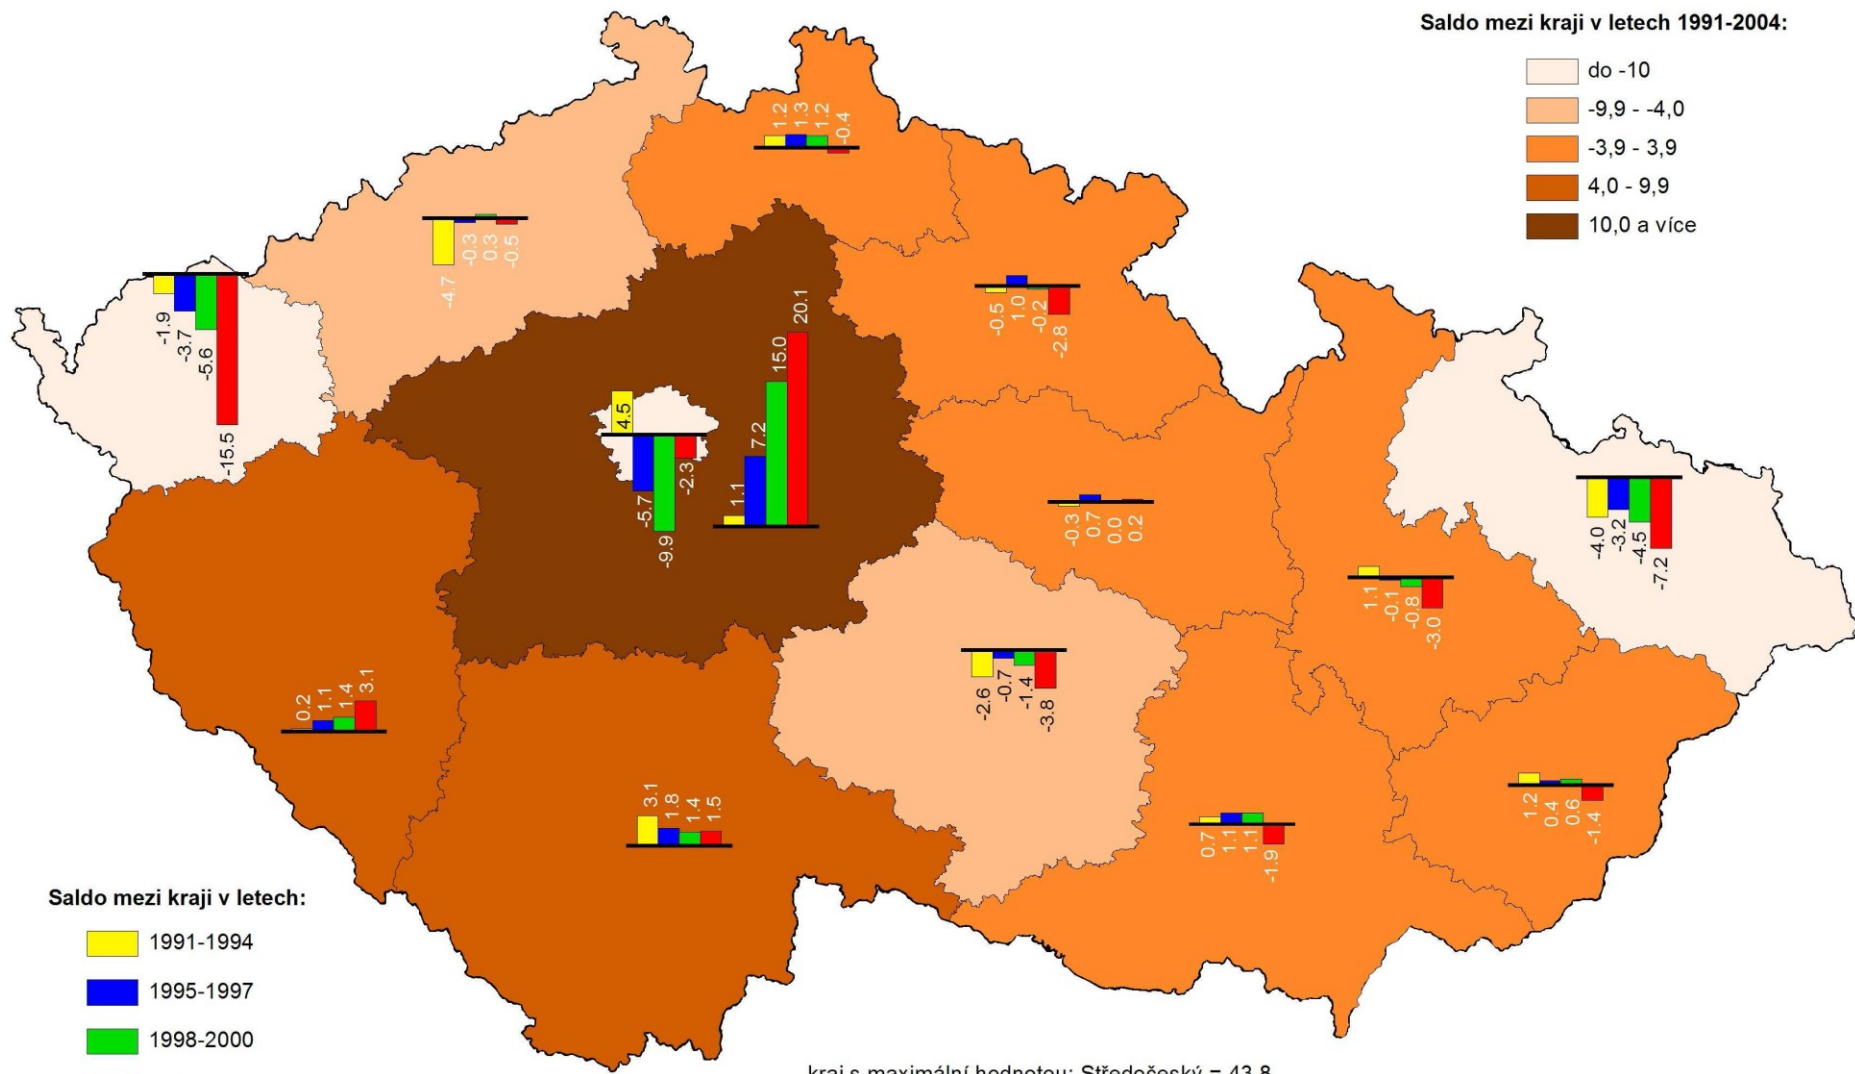 Saldo mezi kraji v letech 1991-2004:
do -10
-9,9 - -4,0
-3,9 - 3,9
4,0 - 9,9
10,0 a více
1.2 1.3 1.2 -0.4
-4.7 -0.3 0.3 -0.5
-1.9 -3.7 -5.6 -15.5
-0.5 1.0 -0.2 -2.8
4.5 -5.7 -9.9 -2.3
1.1 7.2 15.0 20.1
-0.3 0.7 0.0 0.2
-4.0 -3.2 -4.5 -7.2
1.1 -0.1 -0.8 -3.0
-2.6 -0.7 -1.4 -3.8
0.2 1.1 1.4 3.1
3.1 1.8 1.4 1.5
0.7 1.1 1.1 -1.9
1.2 0.4 0.6 -1.4
Saldo mezi kraji v letech:
1991-1994
1995-1997
1998-2000
kraj s maximální hodnotou: Středočeský = 43,8